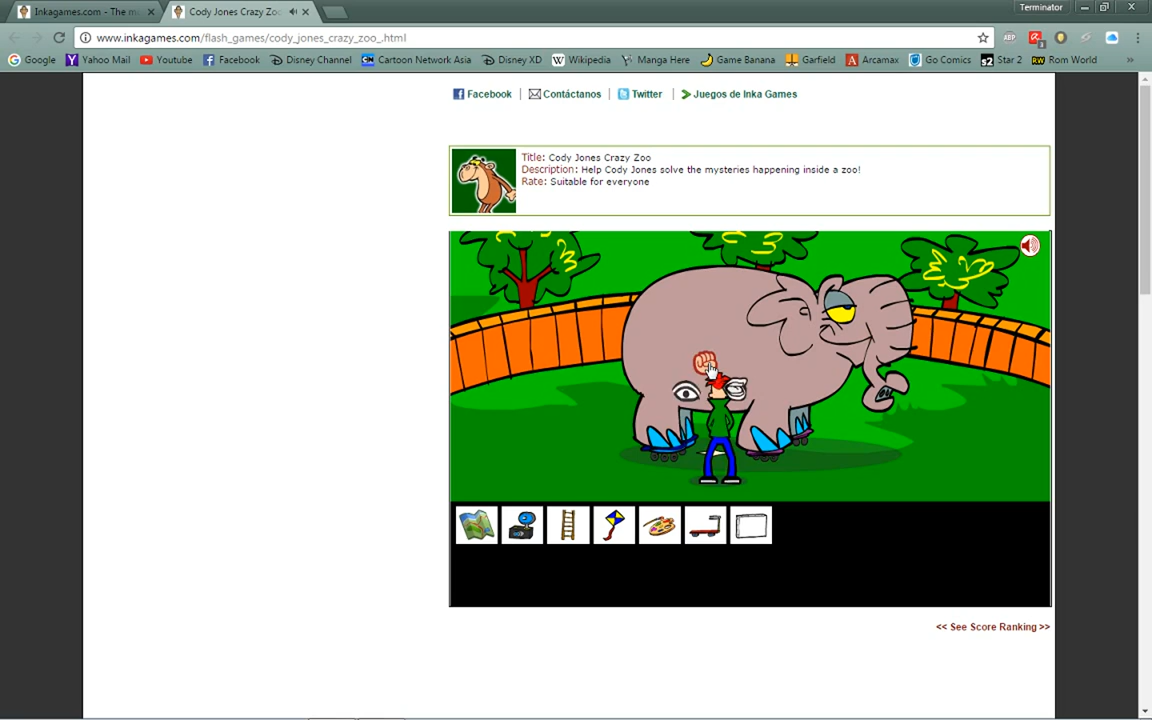 Inkagames.com - The m
Cody Jones Crazy Zo
Terminator
www.inkagames.com/flash_games/cody_jones_crazy_zoo_.html
ABP
Google Yahoo Mail Youtube Facebook Disney Channel Cartoon Network Asia Disney XD Wikipedia Manga Here Game Banana Garfield Arcamax Go Comics Star 2 Rom World
Facebook | Contáctanos | Twitter | Juegos de Inka Games
Title: Cody Jones Crazy Zoo
Description: Help Cody Jones solve the mysteries happening inside a zoo!
Rate: Suitable for everyone
<< See Score Ranking >>